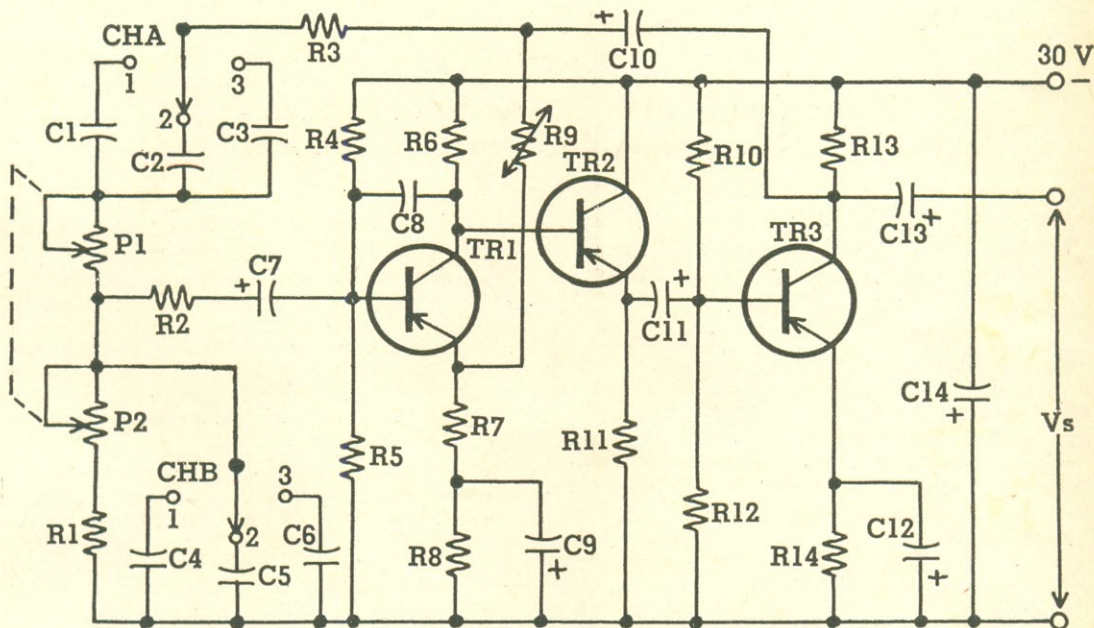 CHA
1
2
3
C1
C2
C3
R3
+
C10
30 V
−
R4
R6
R9
R10
R13
C8
TR1
TR2
TR3
C13
+
P1
C7
+
R2
C11
+
P2
R7
R11
C14
+
Vs
R5
CHB
1
2
3
R1
C4
C5
C6
R8
C9
+
R12
R14
C12
+